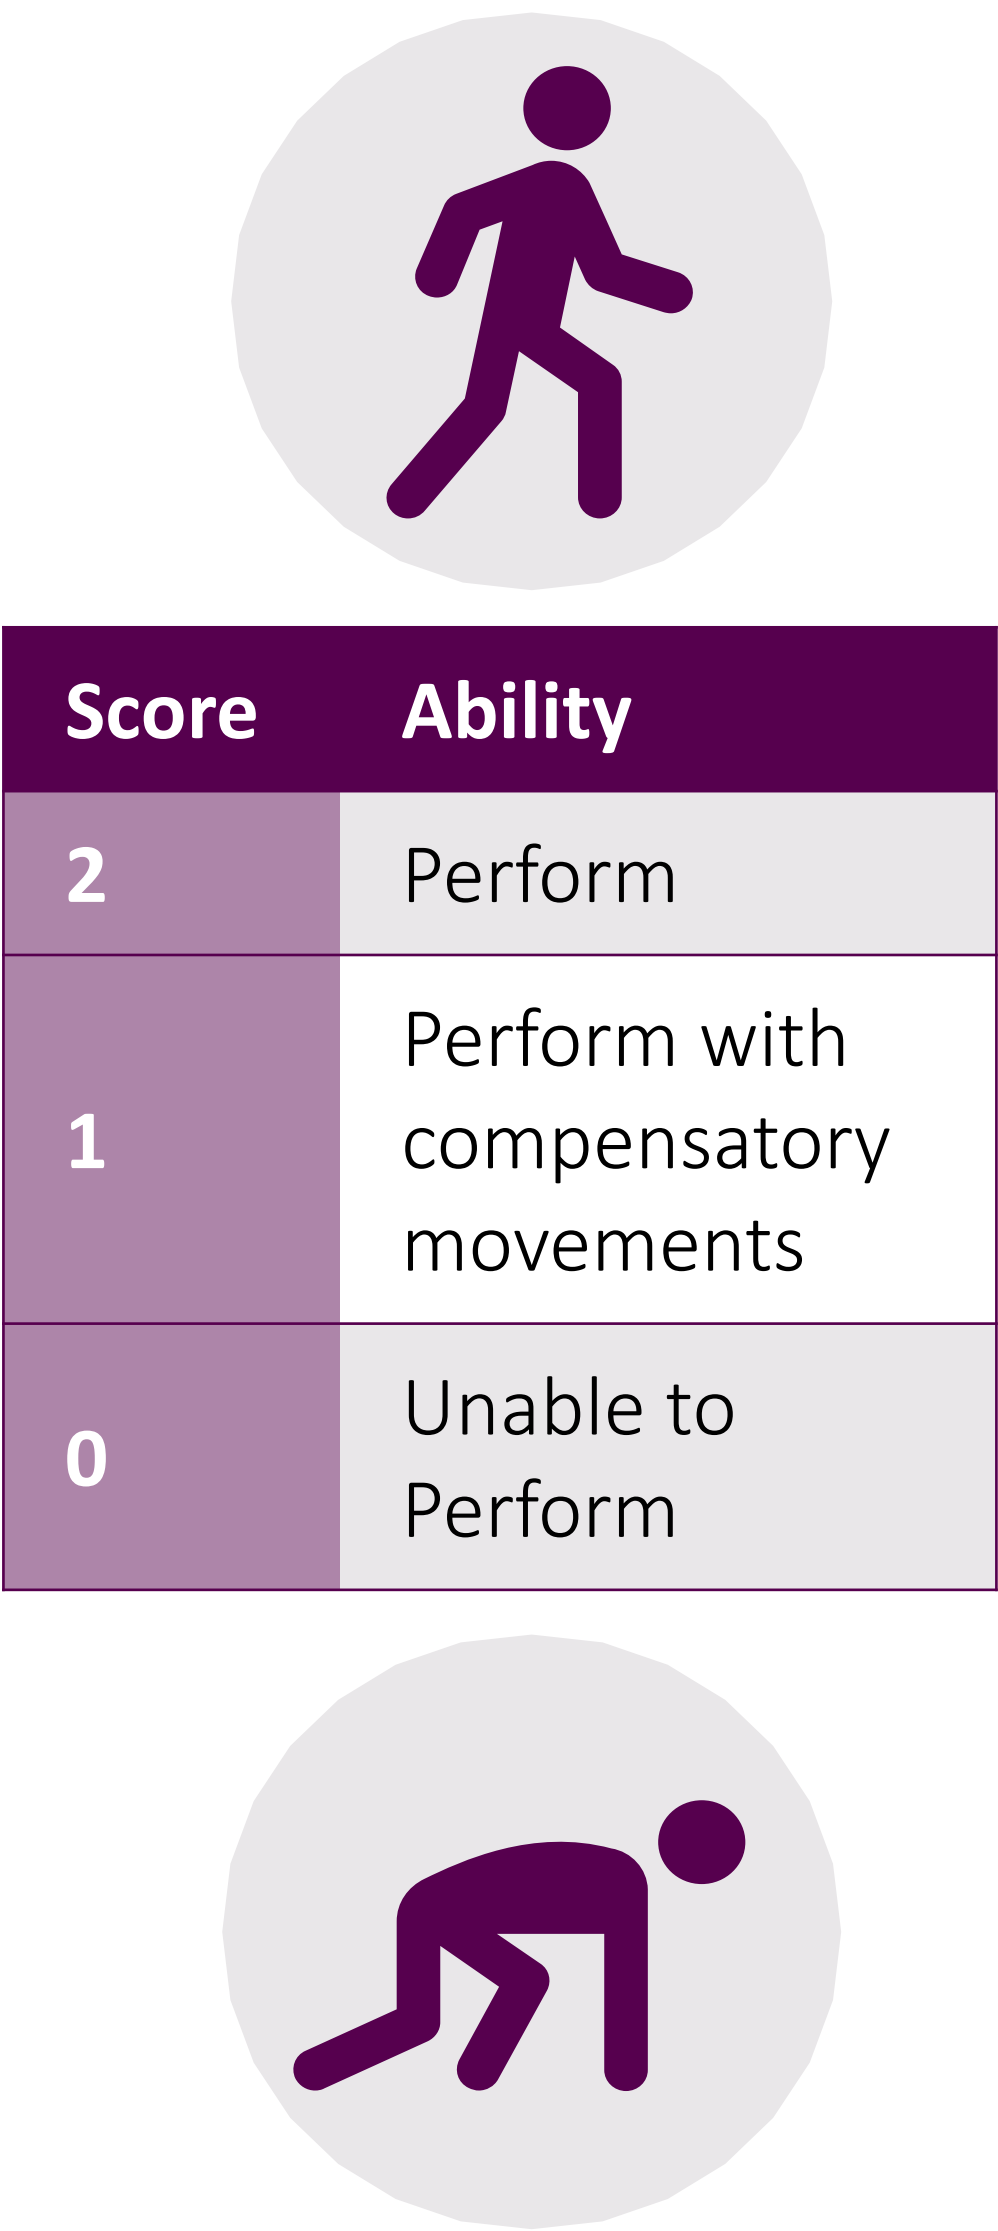 Score Ability
2 Perform
1 Perform with
compensatory
movements
0 Unable to
Perform